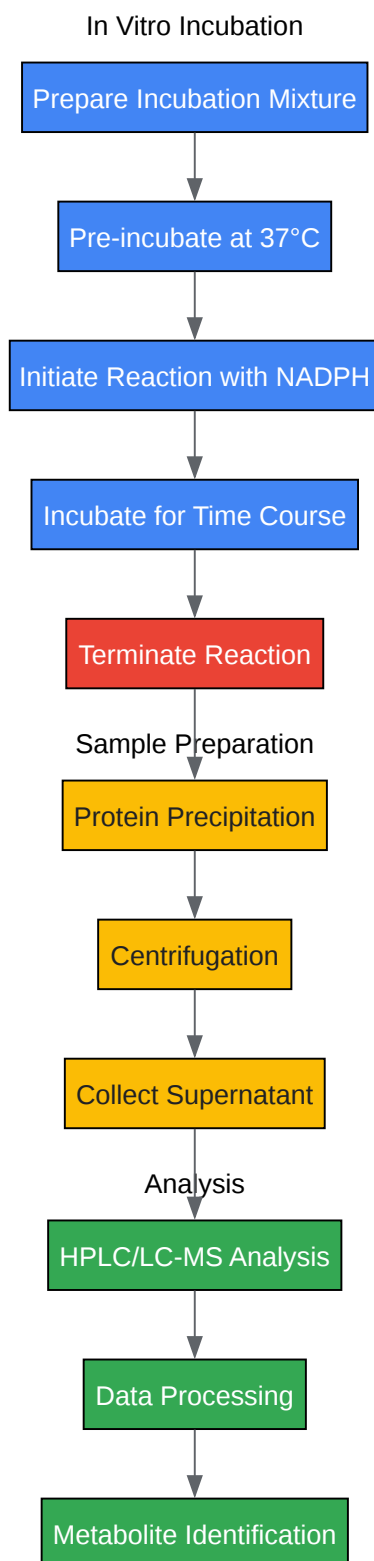 In Vitro Incubation
Prepare Incubation Mixture
Pre-incubate at 37°C
Initiate Reaction with NADPH
Incubate for Time Course
Terminate Reaction
Sample Preparation
Protein Precipitation
Centrifugation
Collect Supernatant
Analysis
HPLC/LC-MS Analysis
Data Processing
Metabolite Identification